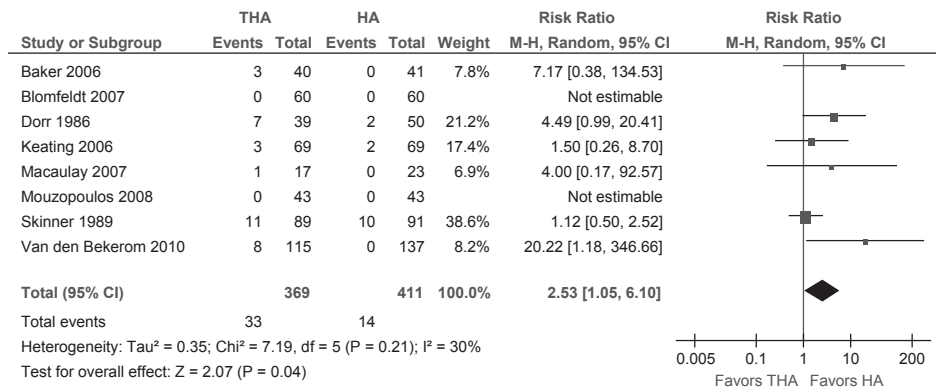 THA HA Risk Ratio Risk Ratio
Study or Subgroup Events Total Events Total Weight M-H, Random, 95% CI M-H, Random, 95% CI
Baker 2006 3 40 0 41 7.8% 7.17 [0.38, 134.53]
Blomfeldt 2007 0 60 0 60 Not estimable
Dorr 1986 7 39 2 50 21.2% 4.49 [0.99, 20.41]
Keating 2006 3 69 2 69 17.4% 1.50 [0.26, 8.70]
Macaulay 2007 1 17 0 23 6.9% 4.00 [0.17, 92.57]
Mouzopoulos 2008 0 43 0 43 Not estimable
Skinner 1989 11 89 10 91 38.6% 1.12 [0.50, 2.52]
Van den Bekerom 2010 8 115 0 137 8.2% 20.22 [1.18, 346.66]
Total (95% CI) 369 411 100.0% 2.53 [1.05, 6.10]
Total events 33 14
Heterogeneity: Tau² = 0.35; Chi² = 7.19, df = 5 (P = 0.21); I² = 30%
Test for overall effect: Z = 2.07 (P = 0.04)
0.005 0.1 1 10 200
Favors THA Favors HA